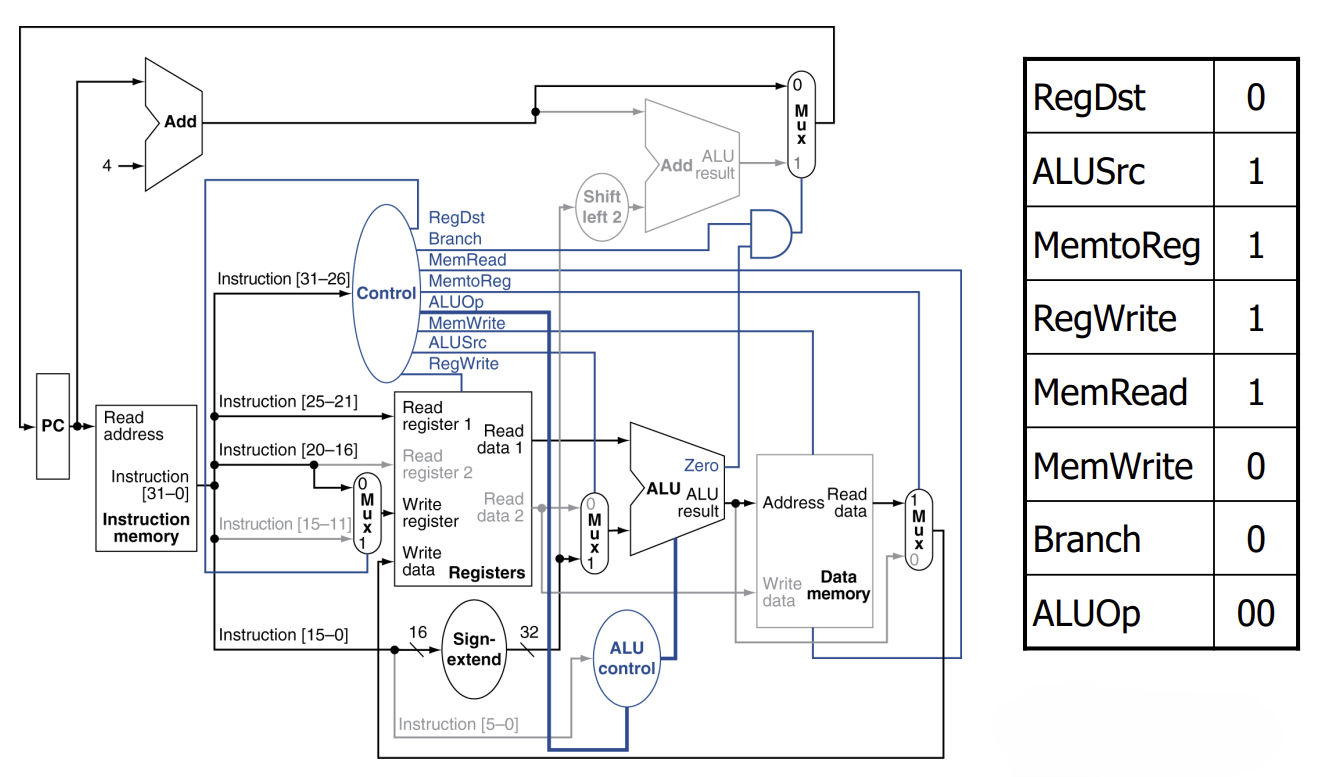 Add
4
0
Mux
1
Add
ALU
result
Shift
left 2
RegDst
Branch
MemRead
MemtoReg
ALUOp
MemWrite
ALUSrc
RegWrite
Control
Instruction [31–26]
Instruction [25–21]
Instruction [20–16]
Instruction [15–11]
Instruction [15–0]
Instruction [5–0]
PC
Read
address
Instruction
[31–0]
Instruction
memory
0
Mux
1
Read
register 1
Read
register 2
Write
register
Write
data
Read
data 1
Read
data 2
Registers
16
Sign-
extend
32
0
Mux
1
Zero
ALU
ALU
result
ALU
control
Address
Read
data
Write
data
Data
memory
1
Mux
0
RegDst 0
ALUSrc 1
MemtoReg 1
RegWrite 1
MemRead 1
MemWrite 0
Branch 0
ALUOp 00